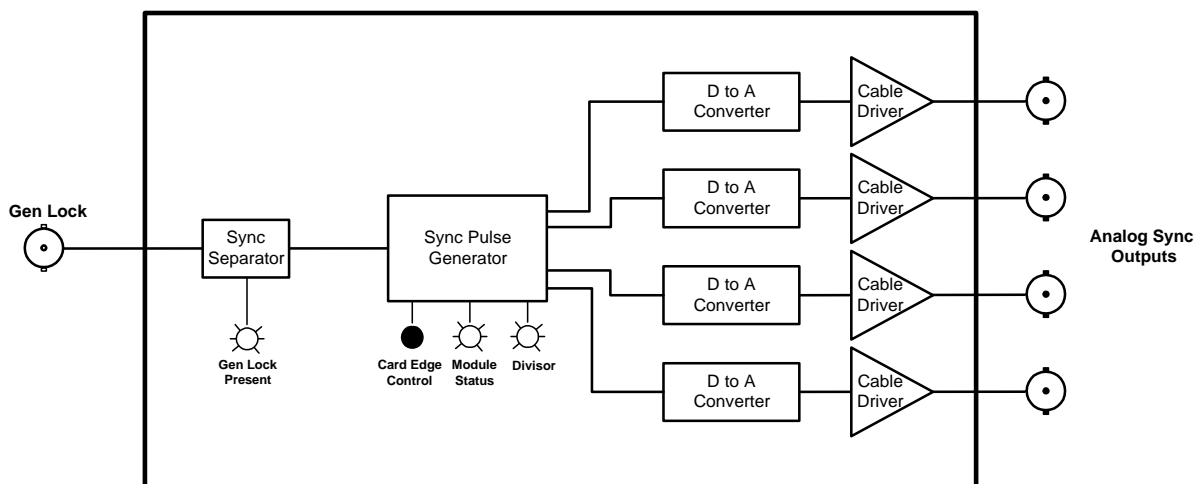 Gen Lock
Sync
Separator
Gen Lock
Present
Sync Pulse
Generator
Card Edge
Control
Module
Status
Divisor
D to A
Converter
Cable
Driver
D to A
Converter
Cable
Driver
D to A
Converter
Cable
Driver
D to A
Converter
Cable
Driver
Analog Sync
Outputs